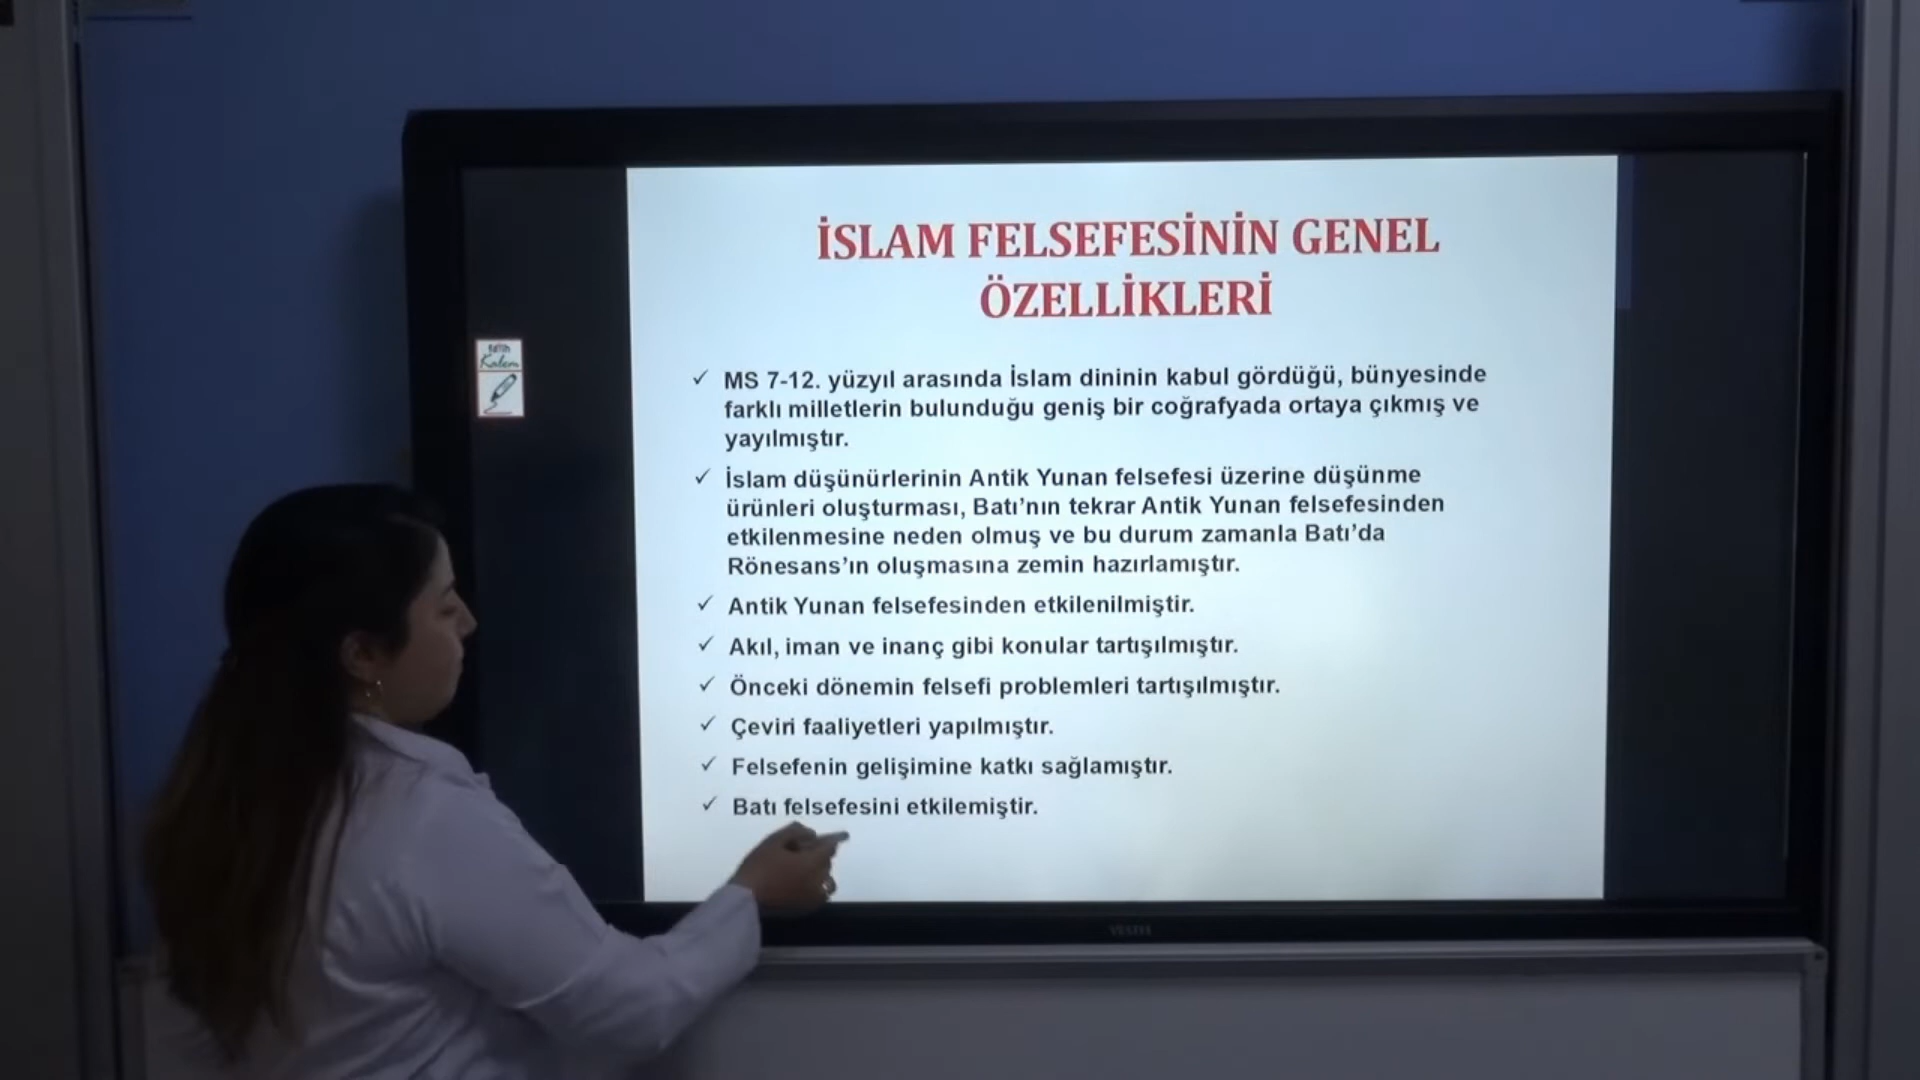 İSLAM FELSEFESİNİN GENEL
ÖZELLİKLERİ
fatih
Kalem
✓ MS 7-12. yüzyıl arasında İslam dininin kabul gördüğü, bünyesinde
farklı milletlerin bulunduğu geniş bir coğrafyada ortaya çıkmış ve
yayılmıştır.
✓ İslam düşünürlerinin Antik Yunan felsefesi üzerine düşünme
ürünleri oluşturması, Batı’nın tekrar Antik Yunan felsefesinden
etkilenmesine neden olmuş ve bu durum zamanla Batı’da
Rönesans’ın oluşmasına zemin hazırlamıştır.
✓ Antik Yunan felsefesinden etkilenilmiştir.
✓ Akıl, iman ve inanç gibi konular tartışılmıştır.
✓ Önceki dönemin felsefi problemleri tartışılmıştır.
✓ Çeviri faaliyetleri yapılmıştır.
✓ Felsefenin gelişimine katkı sağlamıştır.
✓ Batı felsefesini etkilemiştir.
VESTEL